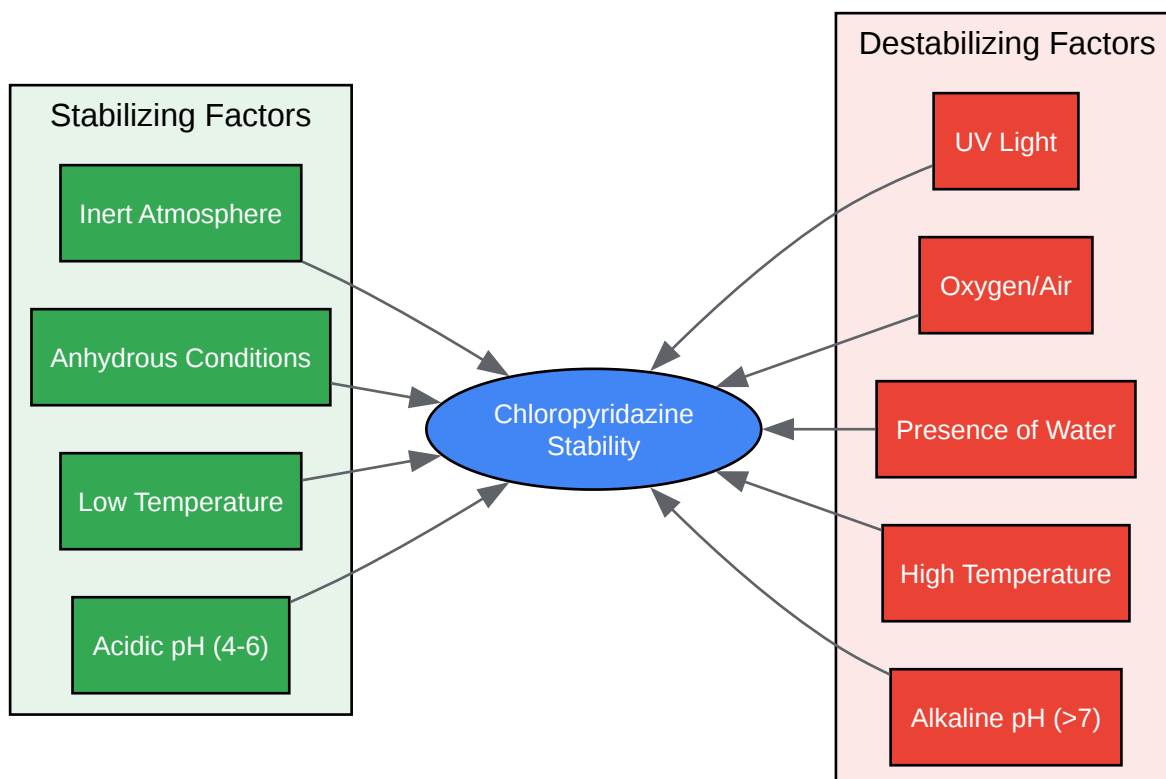 Stabilizing Factors
Inert Atmosphere
Anhydrous Conditions
Low Temperature
Acidic pH (4-6)
Chloropyridazine
Stability
Destabilizing Factors
UV Light
Oxygen/Air
Presence of Water
High Temperature
Alkaline pH (>7)